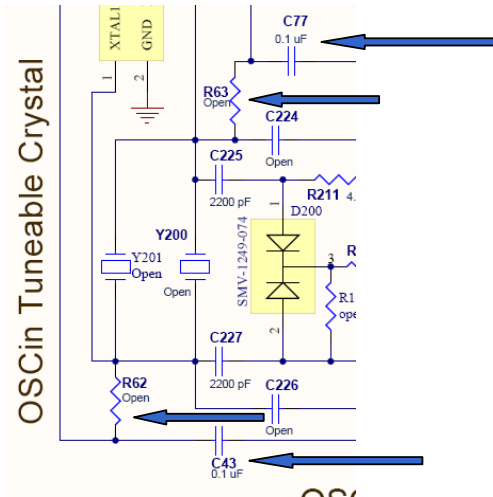 C77
0.1 uF
XTAL1
GND
1
2
R63
Open
C224
Open
C225
2200 pF
R211
4.
D200
1
Y200
Open
Y201
Open
SMV-1249-074
3
R
R1
ope
2
C227
2200 pF
R62
Open
C226
Open
C43
0.1 uF
OSCin Tuneable Crystal